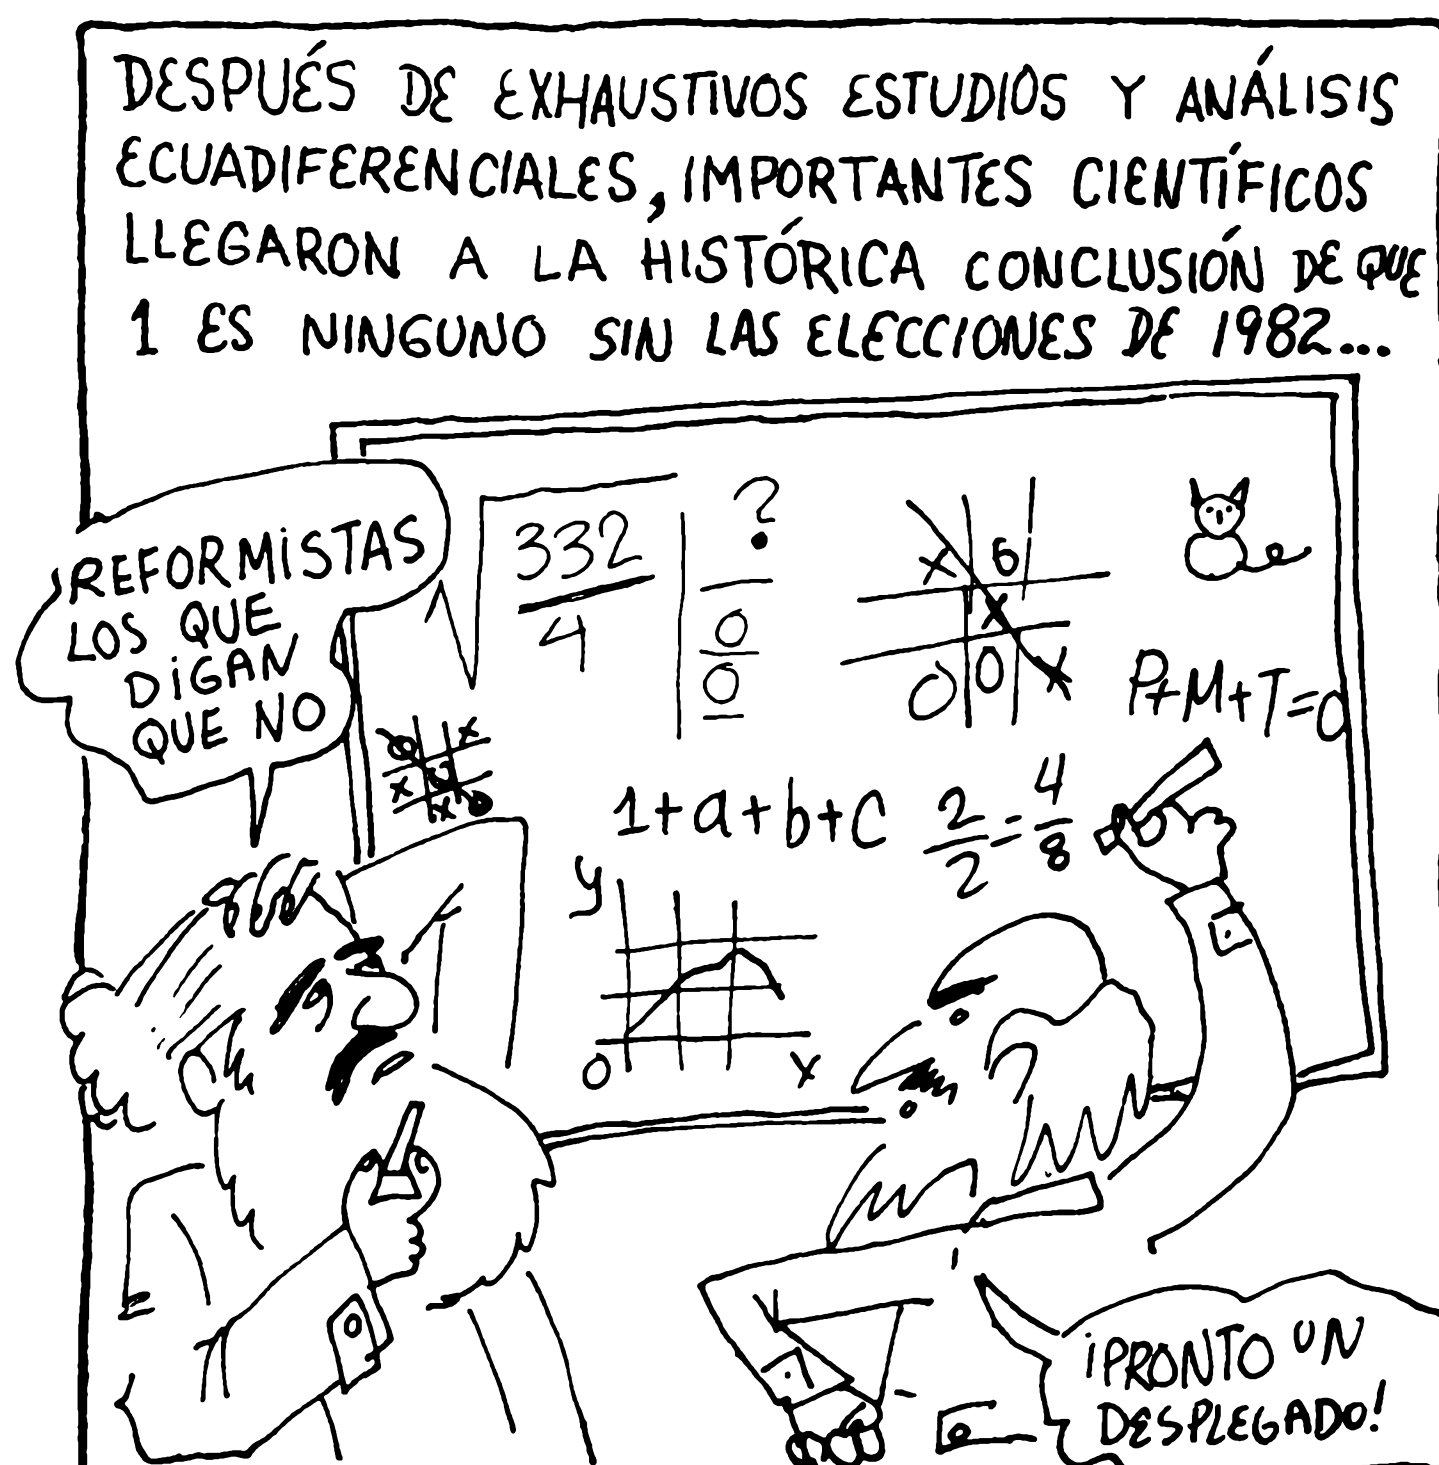 DESPUÉS DE EXHAUSTIVOS ESTUDIOS Y ANÁLISIS
ECUADIFERENCIALES, IMPORTANTES CIENTÍFICOS
LLEGARON A LA HISTÓRICA CONCLUSIÓN DE QUE
1 ES NINGUNO SIN LAS ELECCIONES DE 1982...
REFORMISTAS
LOS QUE
DIGAN
QUE NO
332
4
?
0
0
X 6
X
O O X
P+M+T=0
O X
X O
X O
1+a+b+c
2/2=4/8
y
0 X
¡PRONTO UN
DESPLEGADO!